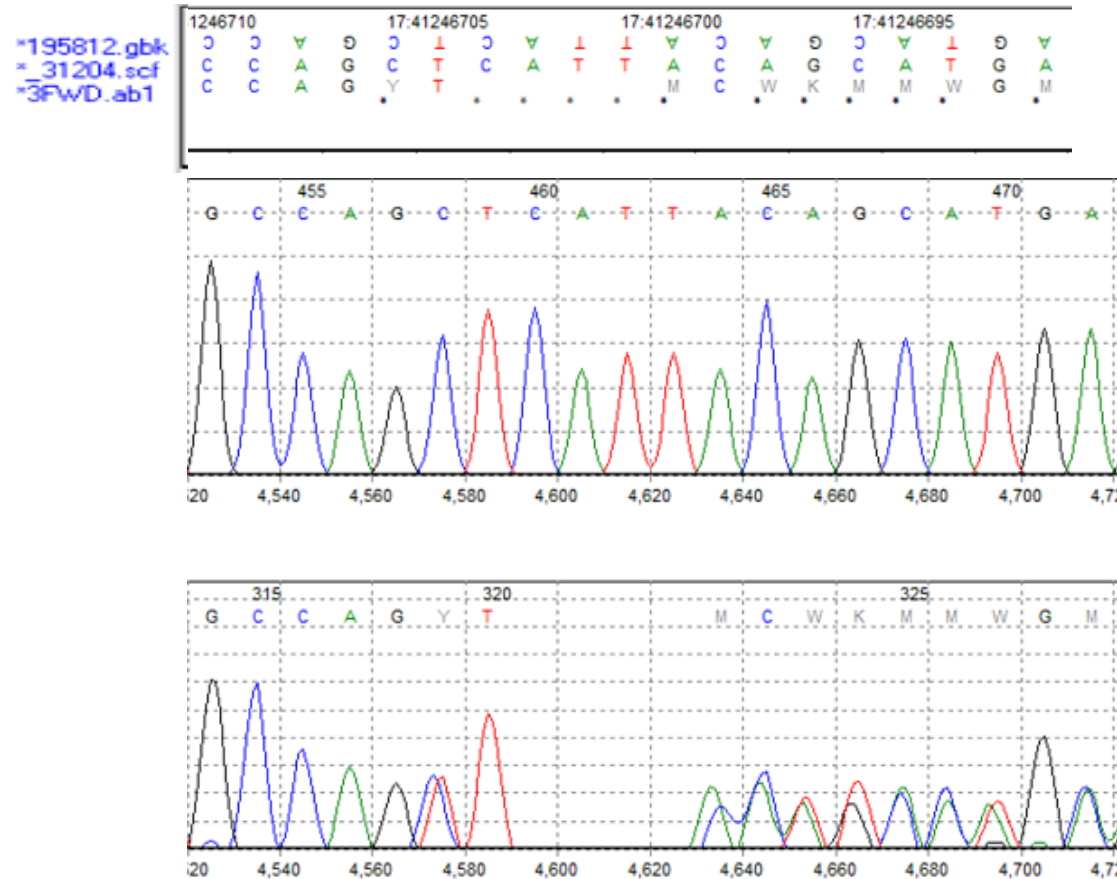 1246710 17:41246705 17:41246700 17:41246695
*195812.gbk C C A G C T C A T T A C A G C A T G A
*_31204.scf C C A G C T C A T T A C A G C A T G A
*3FWD.ab1 C C A G Y T M C W K M M W G M
455 460 465 470
G C C A G C T C A T T A C A G C A T G A
20 4,540 4,560 4,580 4,600 4,620 4,640 4,660 4,680 4,700 4,7
315 320 325
G C C A G Y T M C W K M M W G M
20 4,540 4,560 4,580 4,600 4,620 4,640 4,660 4,680 4,700 4,7